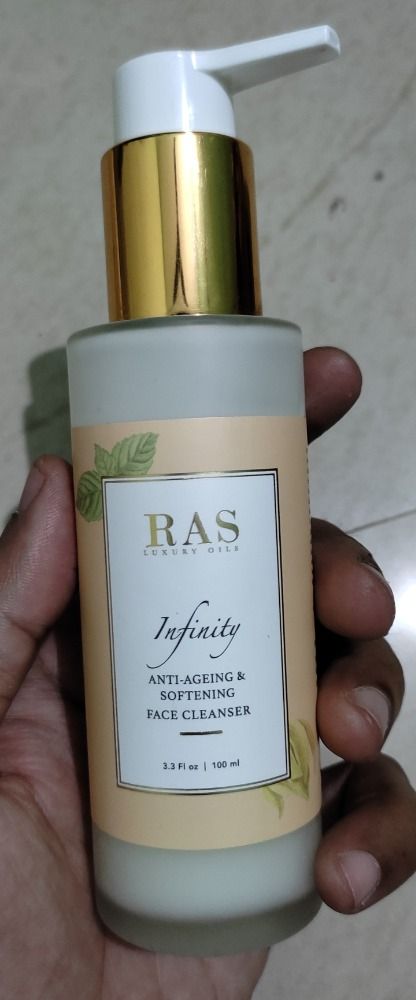 RAS
LUXURY OILS
Infinity
ANTI-AGEING &
SOFTENING
FACE CLEANSER
3.3 Fl oz | 100 ml